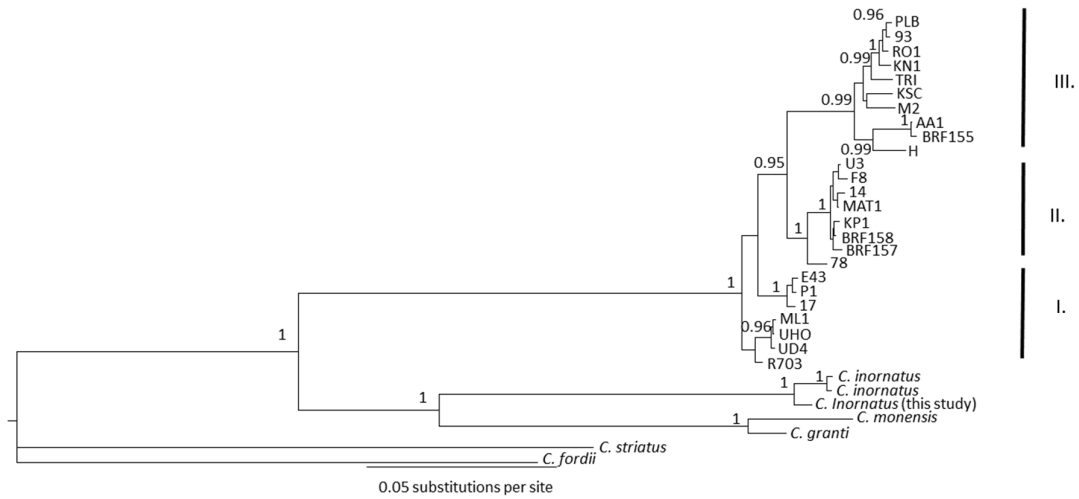 0.96
PLB
93
1
RO1
0.99
KN1
TRI
III.
0.99
KSC
M2
1
AA1
BRF155
0.99
H
0.95
U3
F8
14
1
MAT1
II.
1
KP1
BRF158
BRF157
78
1
E43
1
P1
17
I.
ML1
0.96
UHO
1
UD4
R703
1
C. inornatus
1
C. inornatus
1
C. Inornatus (this study)
1
C. monensis
C. granti
C. striatus
C. fordii
0.05 substitutions per site